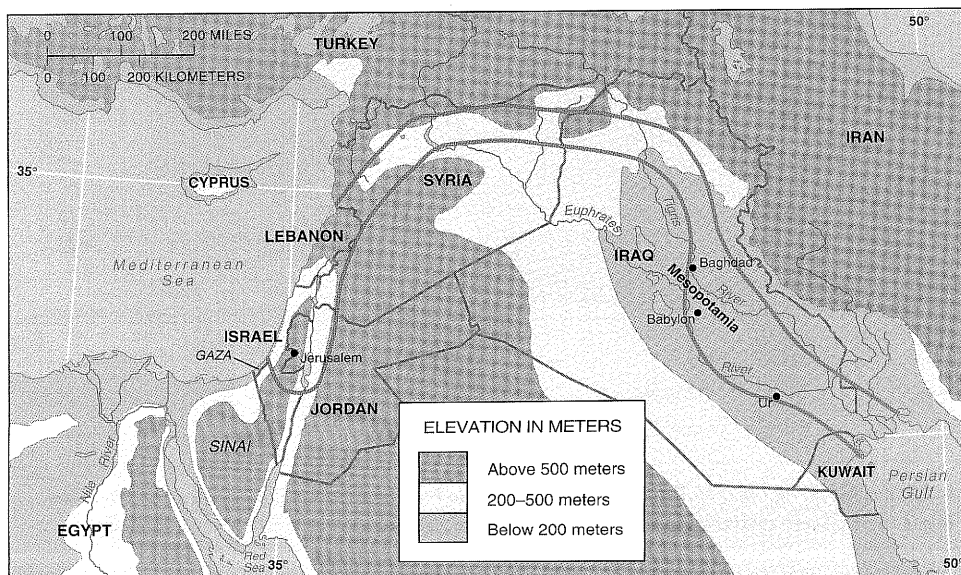 0 100 200 MILES
0 100 200 KILOMETERS
TURKEY
50°
IRAN
35°
CYPRUS
SYRIA
Euphrates
Tigris
LEBANON
IRAQ
Baghdad
Mediterranean
Sea
Mesopotamia
River
Babylon
ISRAEL
GAZA
Jerusalem
River
Ur
JORDAN
SINAI
Nile
River
EGYPT
Red
Sea
35°
KUWAIT
Persian
Gulf
50°
ELEVATION IN METERS
Above 500 meters
200–500 meters
Below 200 meters